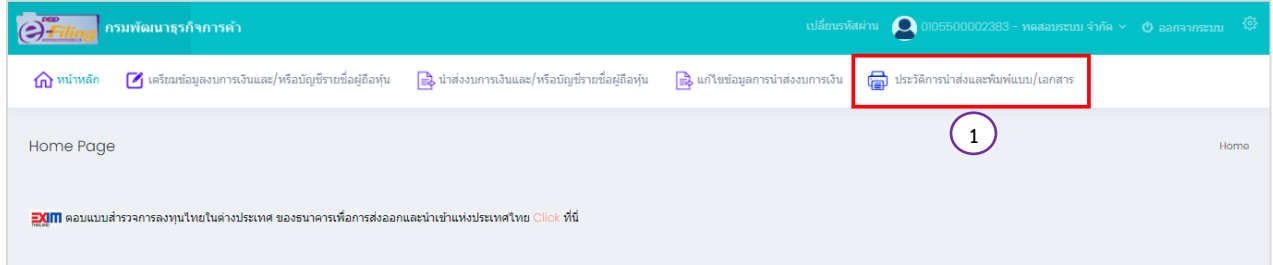 DBD
e-Filing กรมพัฒนาธุรกิจการค้า เปลี่ยนรหัสผ่าน 0105500002383 - ทดสอบระบบ จำกัด ออกจากระบบ
หน้าหลัก เตรียมข้อมูลงบการเงินและ/หรือบัญชีรายชื่อผู้ถือหุ้น นำส่งงบการเงินและ/หรือบัญชีรายชื่อผู้ถือหุ้น แก้ไขข้อมูลการนำส่งงบการเงิน ประวัติการนำส่งและพิมพ์แบบ/เอกสาร
1
Home Page Home
EXIM THAILAND ตอบแบบสำรวจการลงทุนไทยในต่างประเทศ ของธนาคารเพื่อการส่งออกและนำเข้าแห่งประเทศไทย Click ที่นี่